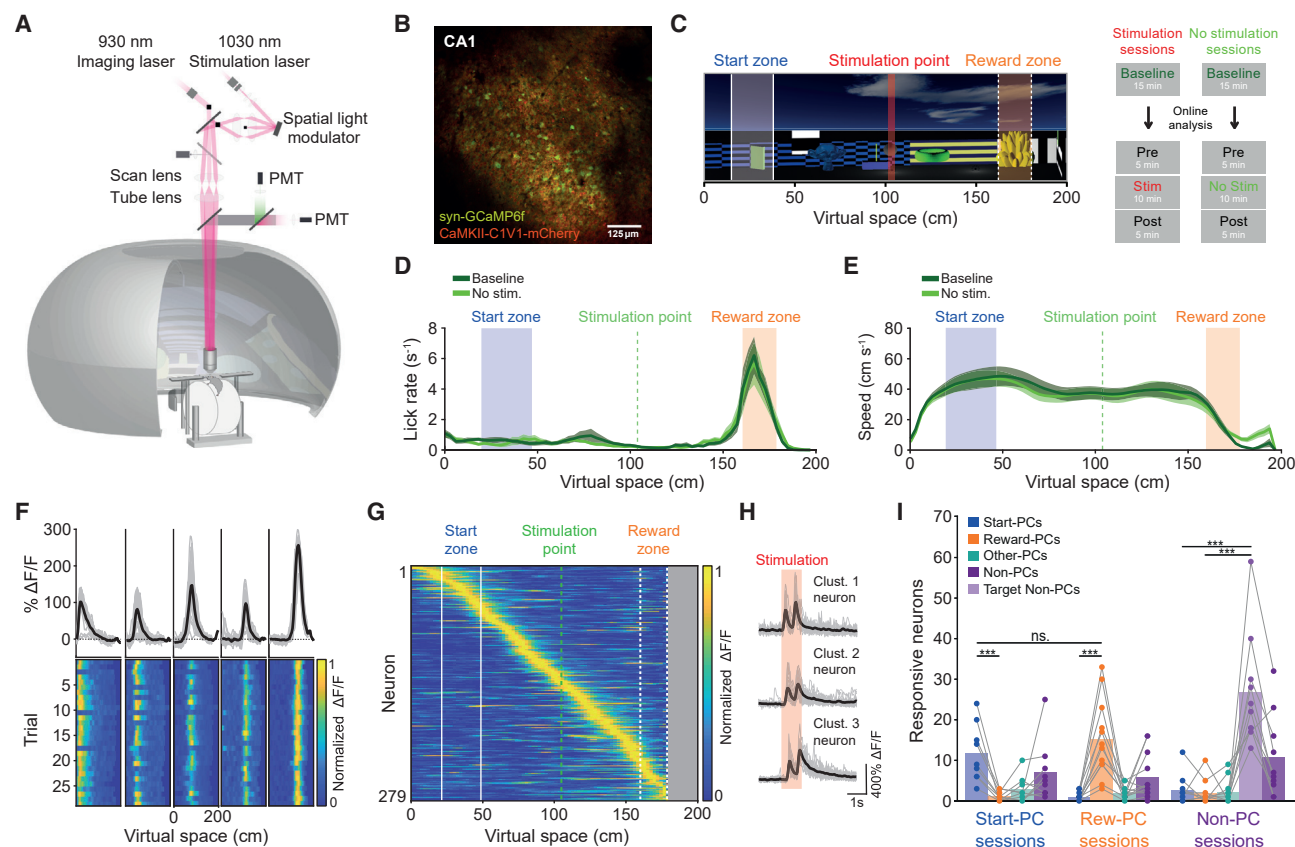 A
930 nm
Imaging laser
1030 nm
Stimulation laser
Spatial light
modulator
Scan lens
Tube lens
PMT
PMT
B
CA1
syn-GCaMP6f
CaMKII-C1V1-mCherry
125 µm
C
Start zone
Stimulation point
Reward zone
0 50 100 150 200
Virtual space (cm)
Stimulation
sessions
No stimulation
sessions
Baseline
15 min
Baseline
15 min
Online
analysis
Pre
5 min
Pre
5 min
Stim
10 min
No Stim
10 min
Post
5 min
Post
5 min
D
Baseline
No stim.
Start zone
Stimulation point
Reward zone
Lick rate (s⁻¹)
8
6
4
2
0
0 50 100 150 200
Virtual space (cm)
E
Baseline
No stim.
Start zone
Stimulation point
Reward zone
Speed (cm s⁻¹)
80
60
40
20
0
0 50 100 150 200
Virtual space (cm)
F
% ΔF/F
300
200
100
0
Trial
5
10
15
20
25
0 200
Virtual space (cm)
1
0
Normalized ΔF/F
G
Start
zone
Stimulation
point
Reward
zone
Neuron
1
279
0 50 100 150 200
Virtual space (cm)
1
0
Normalized ΔF/F
H
Stimulation
Clust. 1
neuron
Clust. 2
neuron
Clust. 3
neuron
400% ΔF/F
1s
I
Responsive neurons
70
60
50
40
30
20
10
0
Start-PCs
Reward-PCs
Other-PCs
Non-PCs
Target Non-PCs
***
***
ns.
***
***
Start-PC
sessions
Rew-PC
sessions
Non-PC
sessions